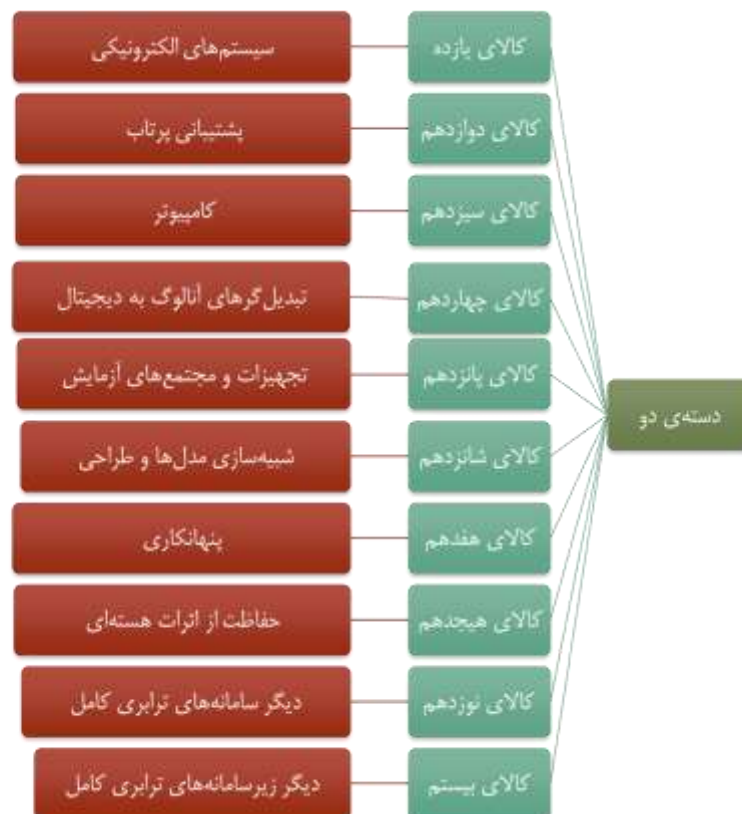 دسته‌ی دو
کالای یازده
سیستم‌های الکترونیکی
کالای دوازدهم
پشتیبانی پرتاب
کالای سیزدهم
کامپیوتر
کالای چهاردهم
تبدیل‌گرهای آنالوگ به دیجیتال
کالای پانزدهم
تجهیزات و مجتمع‌های آزمایش
کالای شانزدهم
شبیه‌سازی مدل‌ها و طراحی
کالای هفدهم
پنهانکاری
کالای هیجدهم
حفاظت از اثرات هسته‌ای
کالای نوزدهم
دیگر سامانه‌های ترابری کامل
کالای بیستم
دیگر زیرسامانه‌های ترابری کامل